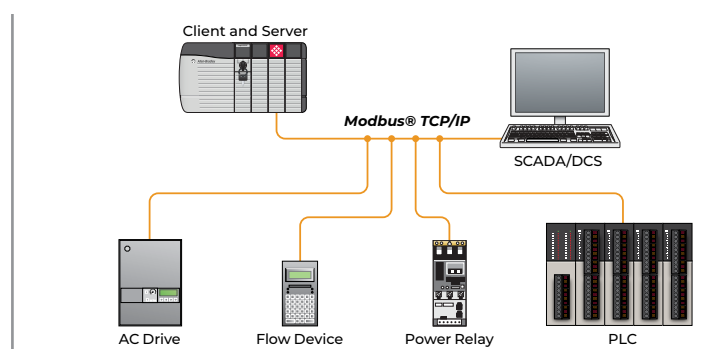 Client and Server
Modbus® TCP/IP
SCADA/DCS
AC Drive
Flow Device
Power Relay
PLC